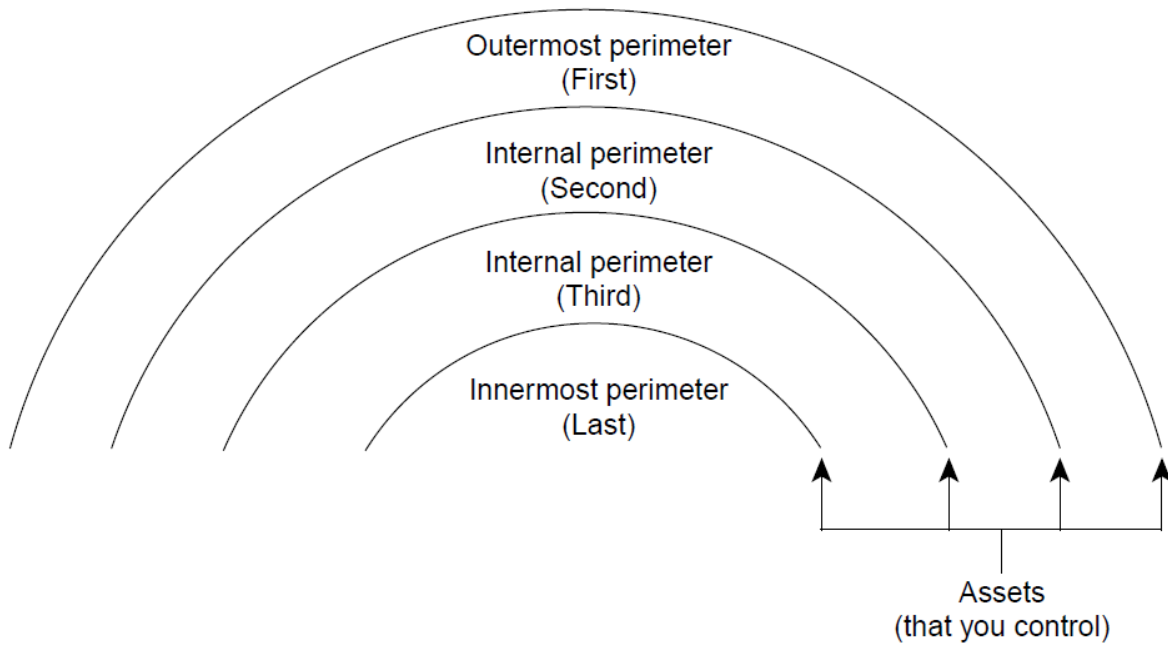 Outermost perimeter
(First)
Internal perimeter
(Second)
Internal perimeter
(Third)
Innermost perimeter
(Last)
Assets
(that you control)